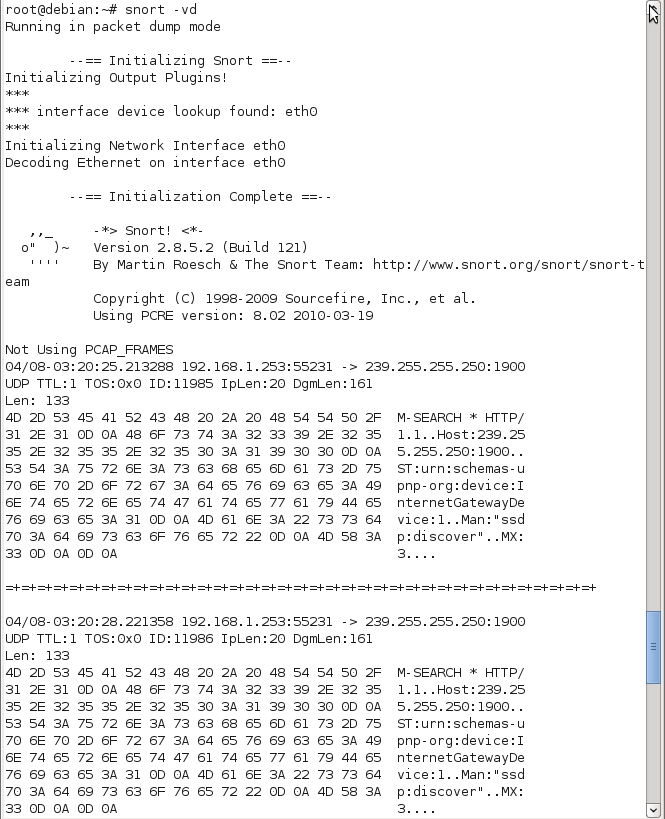 root@debian:~# snort -vd
Running in packet dump mode

        --== Initializing Snort ==--
Initializing Output Plugins!
***
*** interface device lookup found: eth0
***
Initializing Network Interface eth0
Decoding Ethernet on interface eth0

        --== Initialization Complete ==--

   ,,_     -*> Snort! <*-
  o"  )~   Version 2.8.5.2 (Build 121)
   ''''    By Martin Roesch & The Snort Team: http://www.snort.org/snort/snort-t
eam
           Copyright (C) 1998-2009 Sourcefire, Inc., et al.
           Using PCRE version: 8.02 2010-03-19

Not Using PCAP_FRAMES
04/08-03:20:25.213288 192.168.1.253:55231 -> 239.255.255.250:1900
UDP TTL:1 TOS:0x0 ID:11985 IpLen:20 DgmLen:161
Len: 133
4D 2D 53 45 41 52 43 48 20 2A 20 48 54 54 50 2F  M-SEARCH * HTTP/
31 2E 31 0D 0A 48 6F 73 74 3A 32 33 39 2E 32 35  1.1..Host:239.25
35 2E 32 35 35 2E 32 35 30 3A 31 39 30 30 0D 0A  5.255.250:1900..
53 54 3A 75 72 6E 3A 73 63 68 65 6D 61 73 2D 75  ST:urn:schemas-u
70 6E 70 2D 6F 72 67 3A 64 65 76 69 63 65 3A 49  pnp-org:device:I
6E 74 65 72 6E 65 74 47 61 74 65 77 61 79 44 65  nternetGatewayDe
76 69 63 65 3A 31 0D 0A 4D 61 6E 3A 22 73 73 64  vice:1..Man:"ssd
70 3A 64 69 73 63 6F 76 65 72 22 0D 0A 4D 58 3A  p:discover"..MX:
33 0D 0A 0D 0A                                   3....

=+=+=+=+=+=+=+=+=+=+=+=+=+=+=+=+=+=+=+=+=+=+=+=+=+=+=+=+=+=+=+=+=+=+=+=+=+

04/08-03:20:28.221358 192.168.1.253:55231 -> 239.255.255.250:1900
UDP TTL:1 TOS:0x0 ID:11986 IpLen:20 DgmLen:161
Len: 133
4D 2D 53 45 41 52 43 48 20 2A 20 48 54 54 50 2F  M-SEARCH * HTTP/
31 2E 31 0D 0A 48 6F 73 74 3A 32 33 39 2E 32 35  1.1..Host:239.25
35 2E 32 35 35 2E 32 35 30 3A 31 39 30 30 0D 0A  5.255.250:1900..
53 54 3A 75 72 6E 3A 73 63 68 65 6D 61 73 2D 75  ST:urn:schemas-u
70 6E 70 2D 6F 72 67 3A 64 65 76 69 63 65 3A 49  pnp-org:device:I
6E 74 65 72 6E 65 74 47 61 74 65 77 61 79 44 65  nternetGatewayDe
76 69 63 65 3A 31 0D 0A 4D 61 6E 3A 22 73 73 64  vice:1..Man:"ssd
70 3A 64 69 73 63 6F 76 65 72 22 0D 0A 4D 58 3A  p:discover"..MX:
33 0D 0A 0D 0A                                   3....